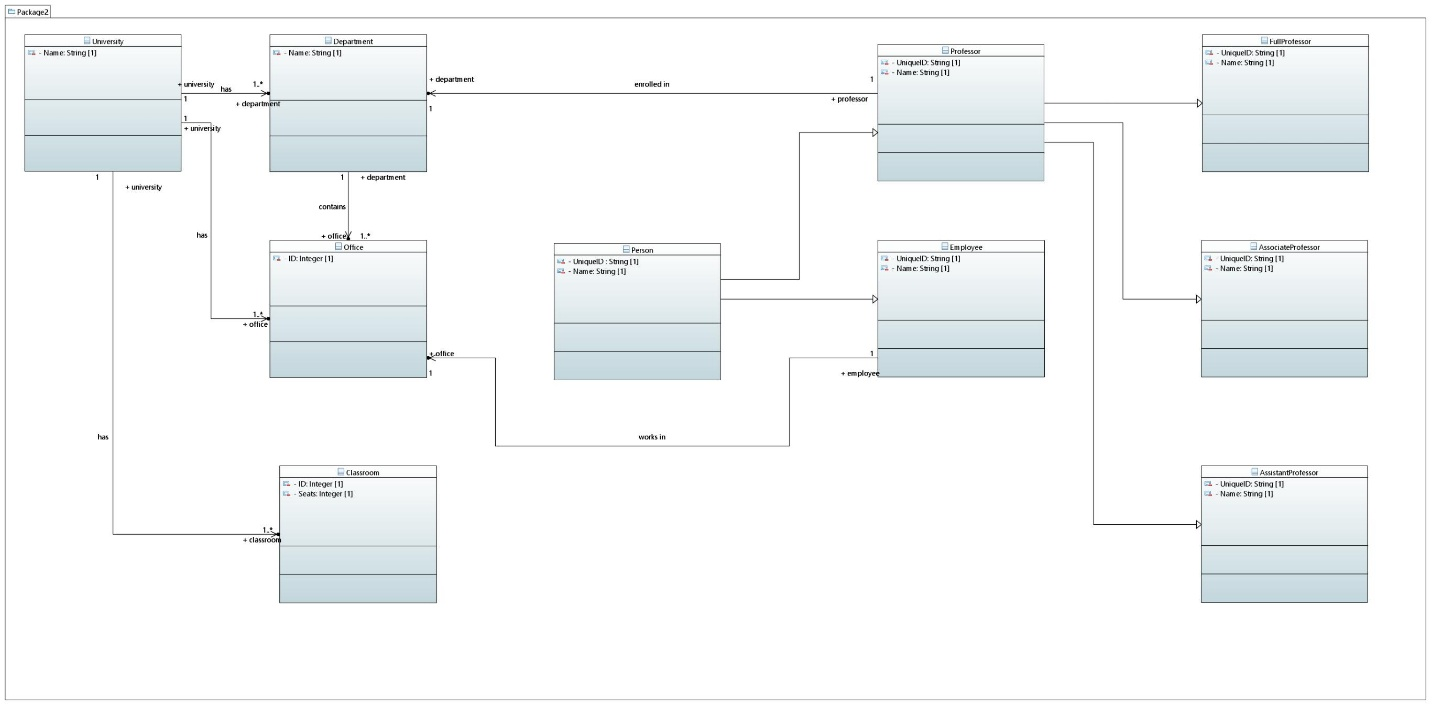 Package2
University
- Name: String [1]
Department
- Name: String [1]
Professor
- UniqueID: String [1]
- Name: String [1]
FullProfessor
- UniqueID: String [1]
- Name: String [1]
+ university
has
1..*
1
+ department
+ department
1
enrolled in
1
+ professor
1
+ university
1
+ university
1
+ department
contains
has
+ office
1..*
Office
- ID: Integer [1]
Person
- UniqueID : String [1]
- Name: String [1]
Employee
- UniqueID: String [1]
- Name: String [1]
AssociateProfessor
- UniqueID: String [1]
- Name: String [1]
1..*
+ office
+ office
1
1
+ employee
works in
has
Classroom
- ID: Integer [1]
- Seats: Integer [1]
AssistantProfessor
- UniqueID: String [1]
- Name: String [1]
1..*
+ classroom